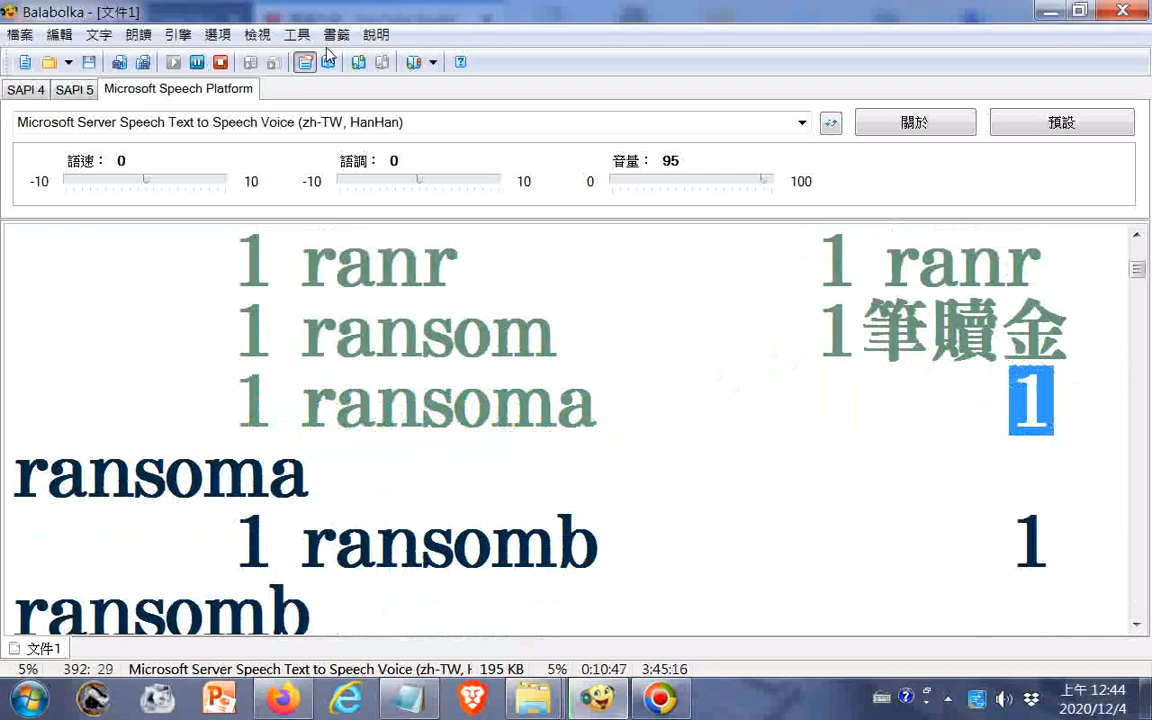 Balabolka - [文件1]
檔案 編輯 文字 朗讀 引擎 選項 檢視 工具 書籤 說明
SAPI 4 SAPI 5 Microsoft Speech Platform
Microsoft Server Speech Text to Speech Voice (zh-TW, HanHan) 關於 預設
語速： 0 語調： 0 音量： 95
-10 10 -10 10 0 100
1 ranr 1 ranr
1 ransom 1筆贖金
1 ransoma 1
ransoma
1 ransomb 1
ransomb
文件1
5% 392: 29 Microsoft Server Speech Text to Speech Voice (zh-TW, H 195 KB 5% 0:10:47 3:45:16
上午 12:44
2020/12/4